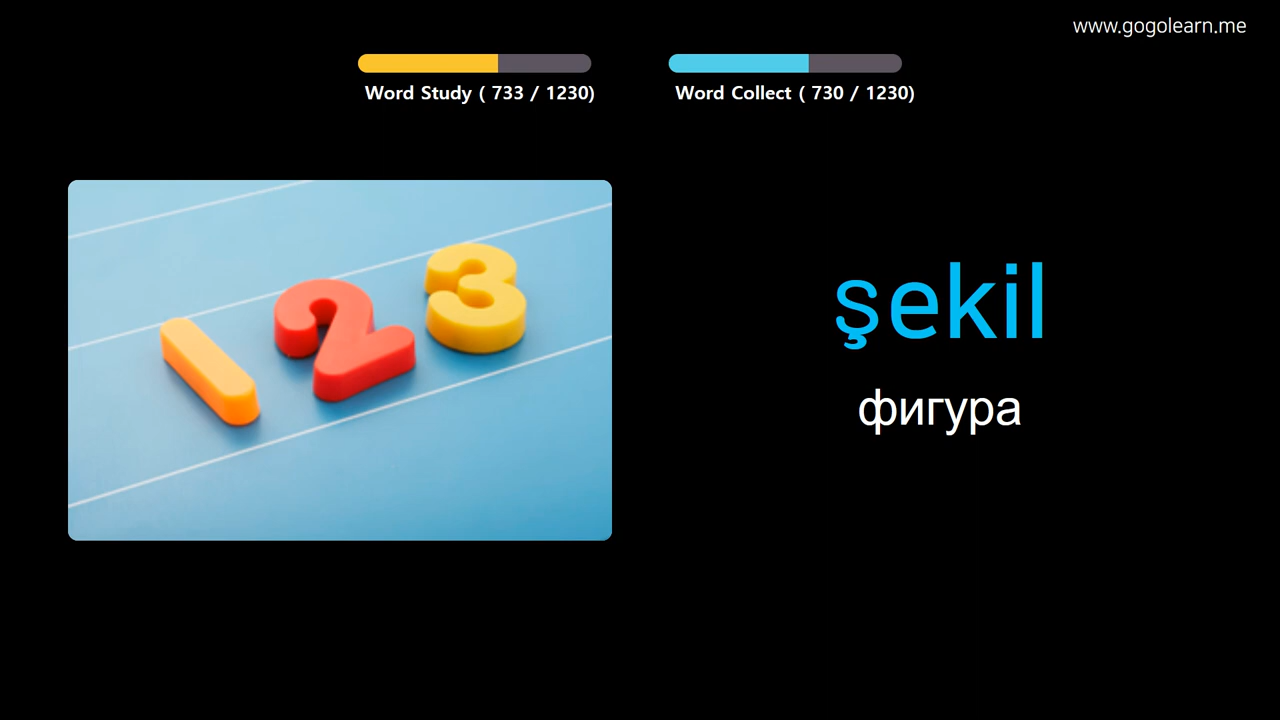 www.gogolearn.me
Word Study ( 733 / 1230)
Word Collect ( 730 / 1230)
1 2 3
şekil
фигура